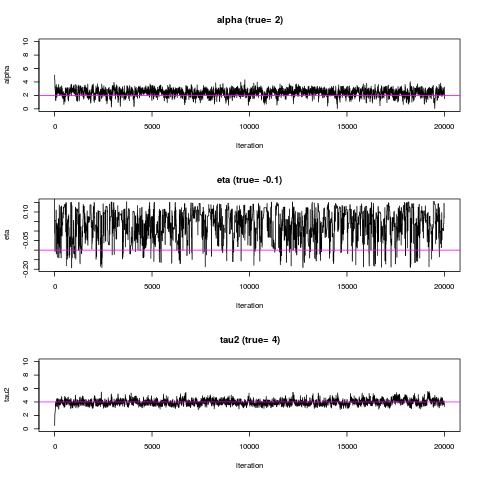 alpha (true= 2)
10
8
6
4
2
0
alpha
0 5000 10000 15000 20000
iteration
eta (true= -0.1)
0.10
-0.05
-0.20
eta
0 5000 10000 15000 20000
iteration
tau2 (true= 4)
10
8
6
4
2
0
tau2
0 5000 10000 15000 20000
iteration